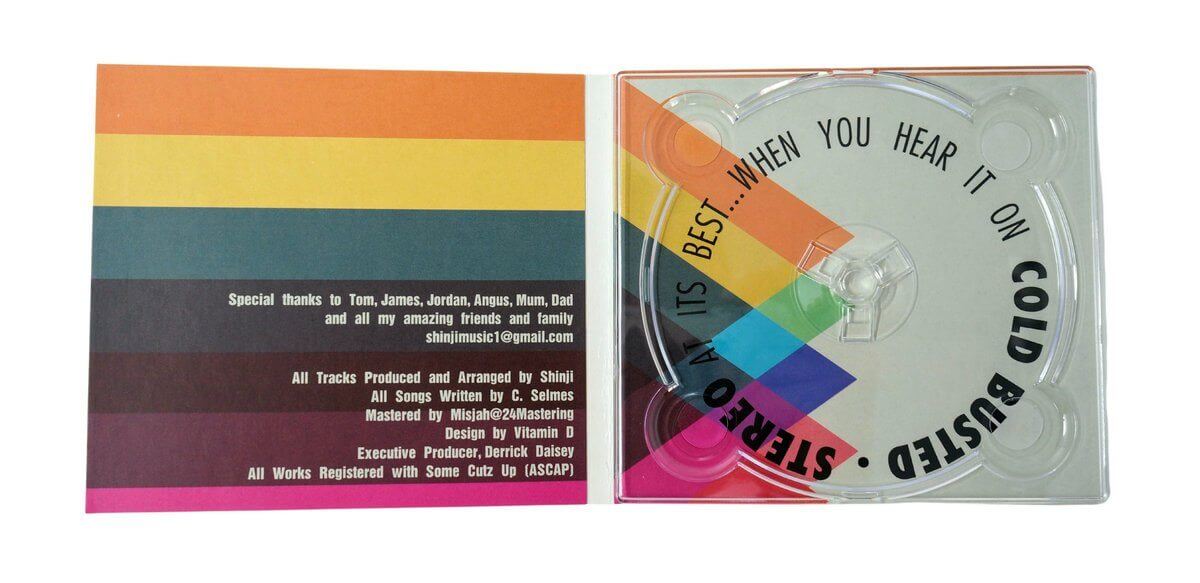 Special thanks to Tom, James, Jordan, Angus, Mum, Dad
and all my amazing friends and family
shinjimusic1@gmail.com
All Tracks Produced and Arranged by Shinji
All Songs Written by C. Selmes
Mastered by Misjah@24Mastering
Design by Vitamin D
Executive Producer, Derrick Daisey
All Works Registered with Some Cutz Up (ASCAP)
STEREO AT ITS BEST...WHEN YOU HEAR IT ON COLD BUSTED •